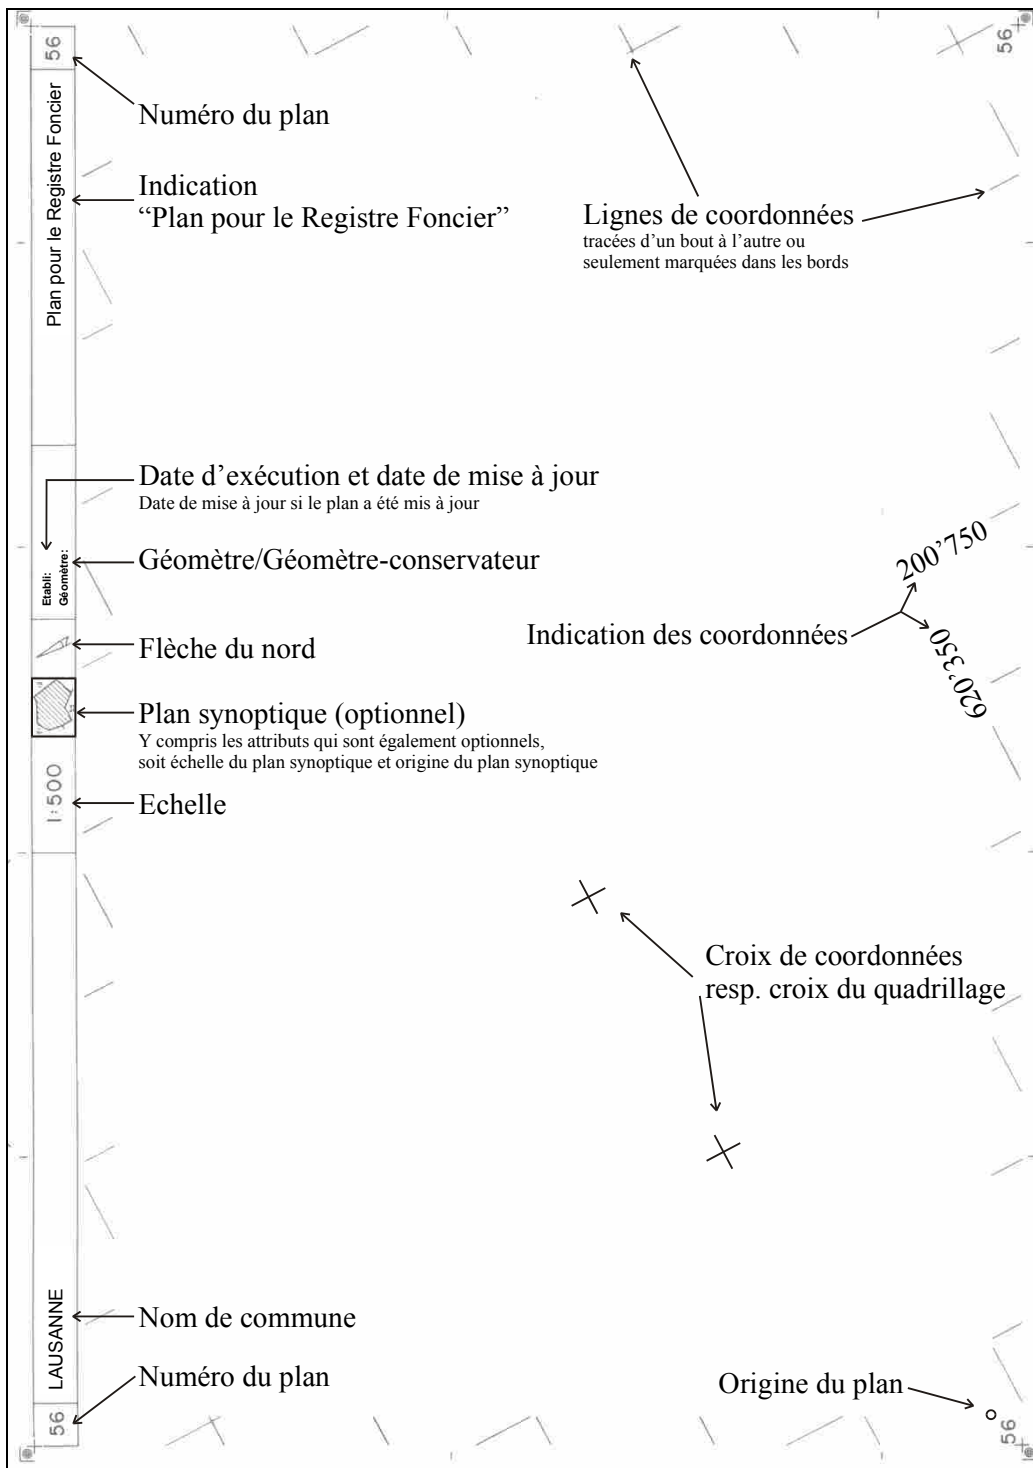 56
56
Numéro du plan
Plan pour le Registre Foncier
Indication
“Plan pour le Registre Foncier”
Lignes de coordonnées
tracées d’un bout à l’autre ou
seulement marquées dans les bords
Date d’exécution et date de mise à jour
Date de mise à jour si le plan a été mis à jour
Etabli:
Géomètre:
Géomètre/Géomètre-conservateur
200’750
Indication des coordonnées
620’350
Flèche du nord
Plan synoptique (optionnel)
Y compris les attributs qui sont également optionnels,
soit échelle du plan synoptique et origine du plan synoptique
1:500
Echelle
Croix de coordonnées
resp. croix du quadrillage
LAUSANNE
Nom de commune
Numéro du plan
Origine du plan
56
56